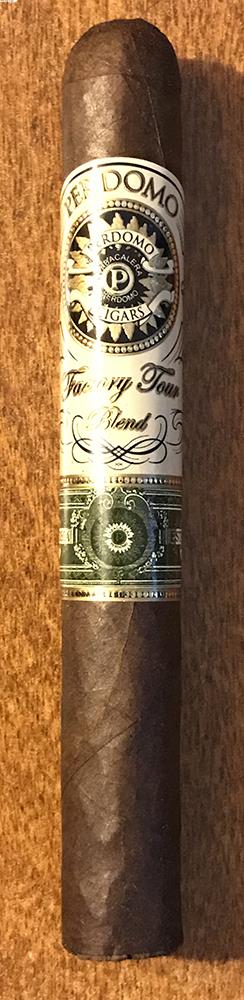 PERDOMO
PERDOMO
TABACALERA
P
PERDOMO
CIGARS
Factory Tour
Blend